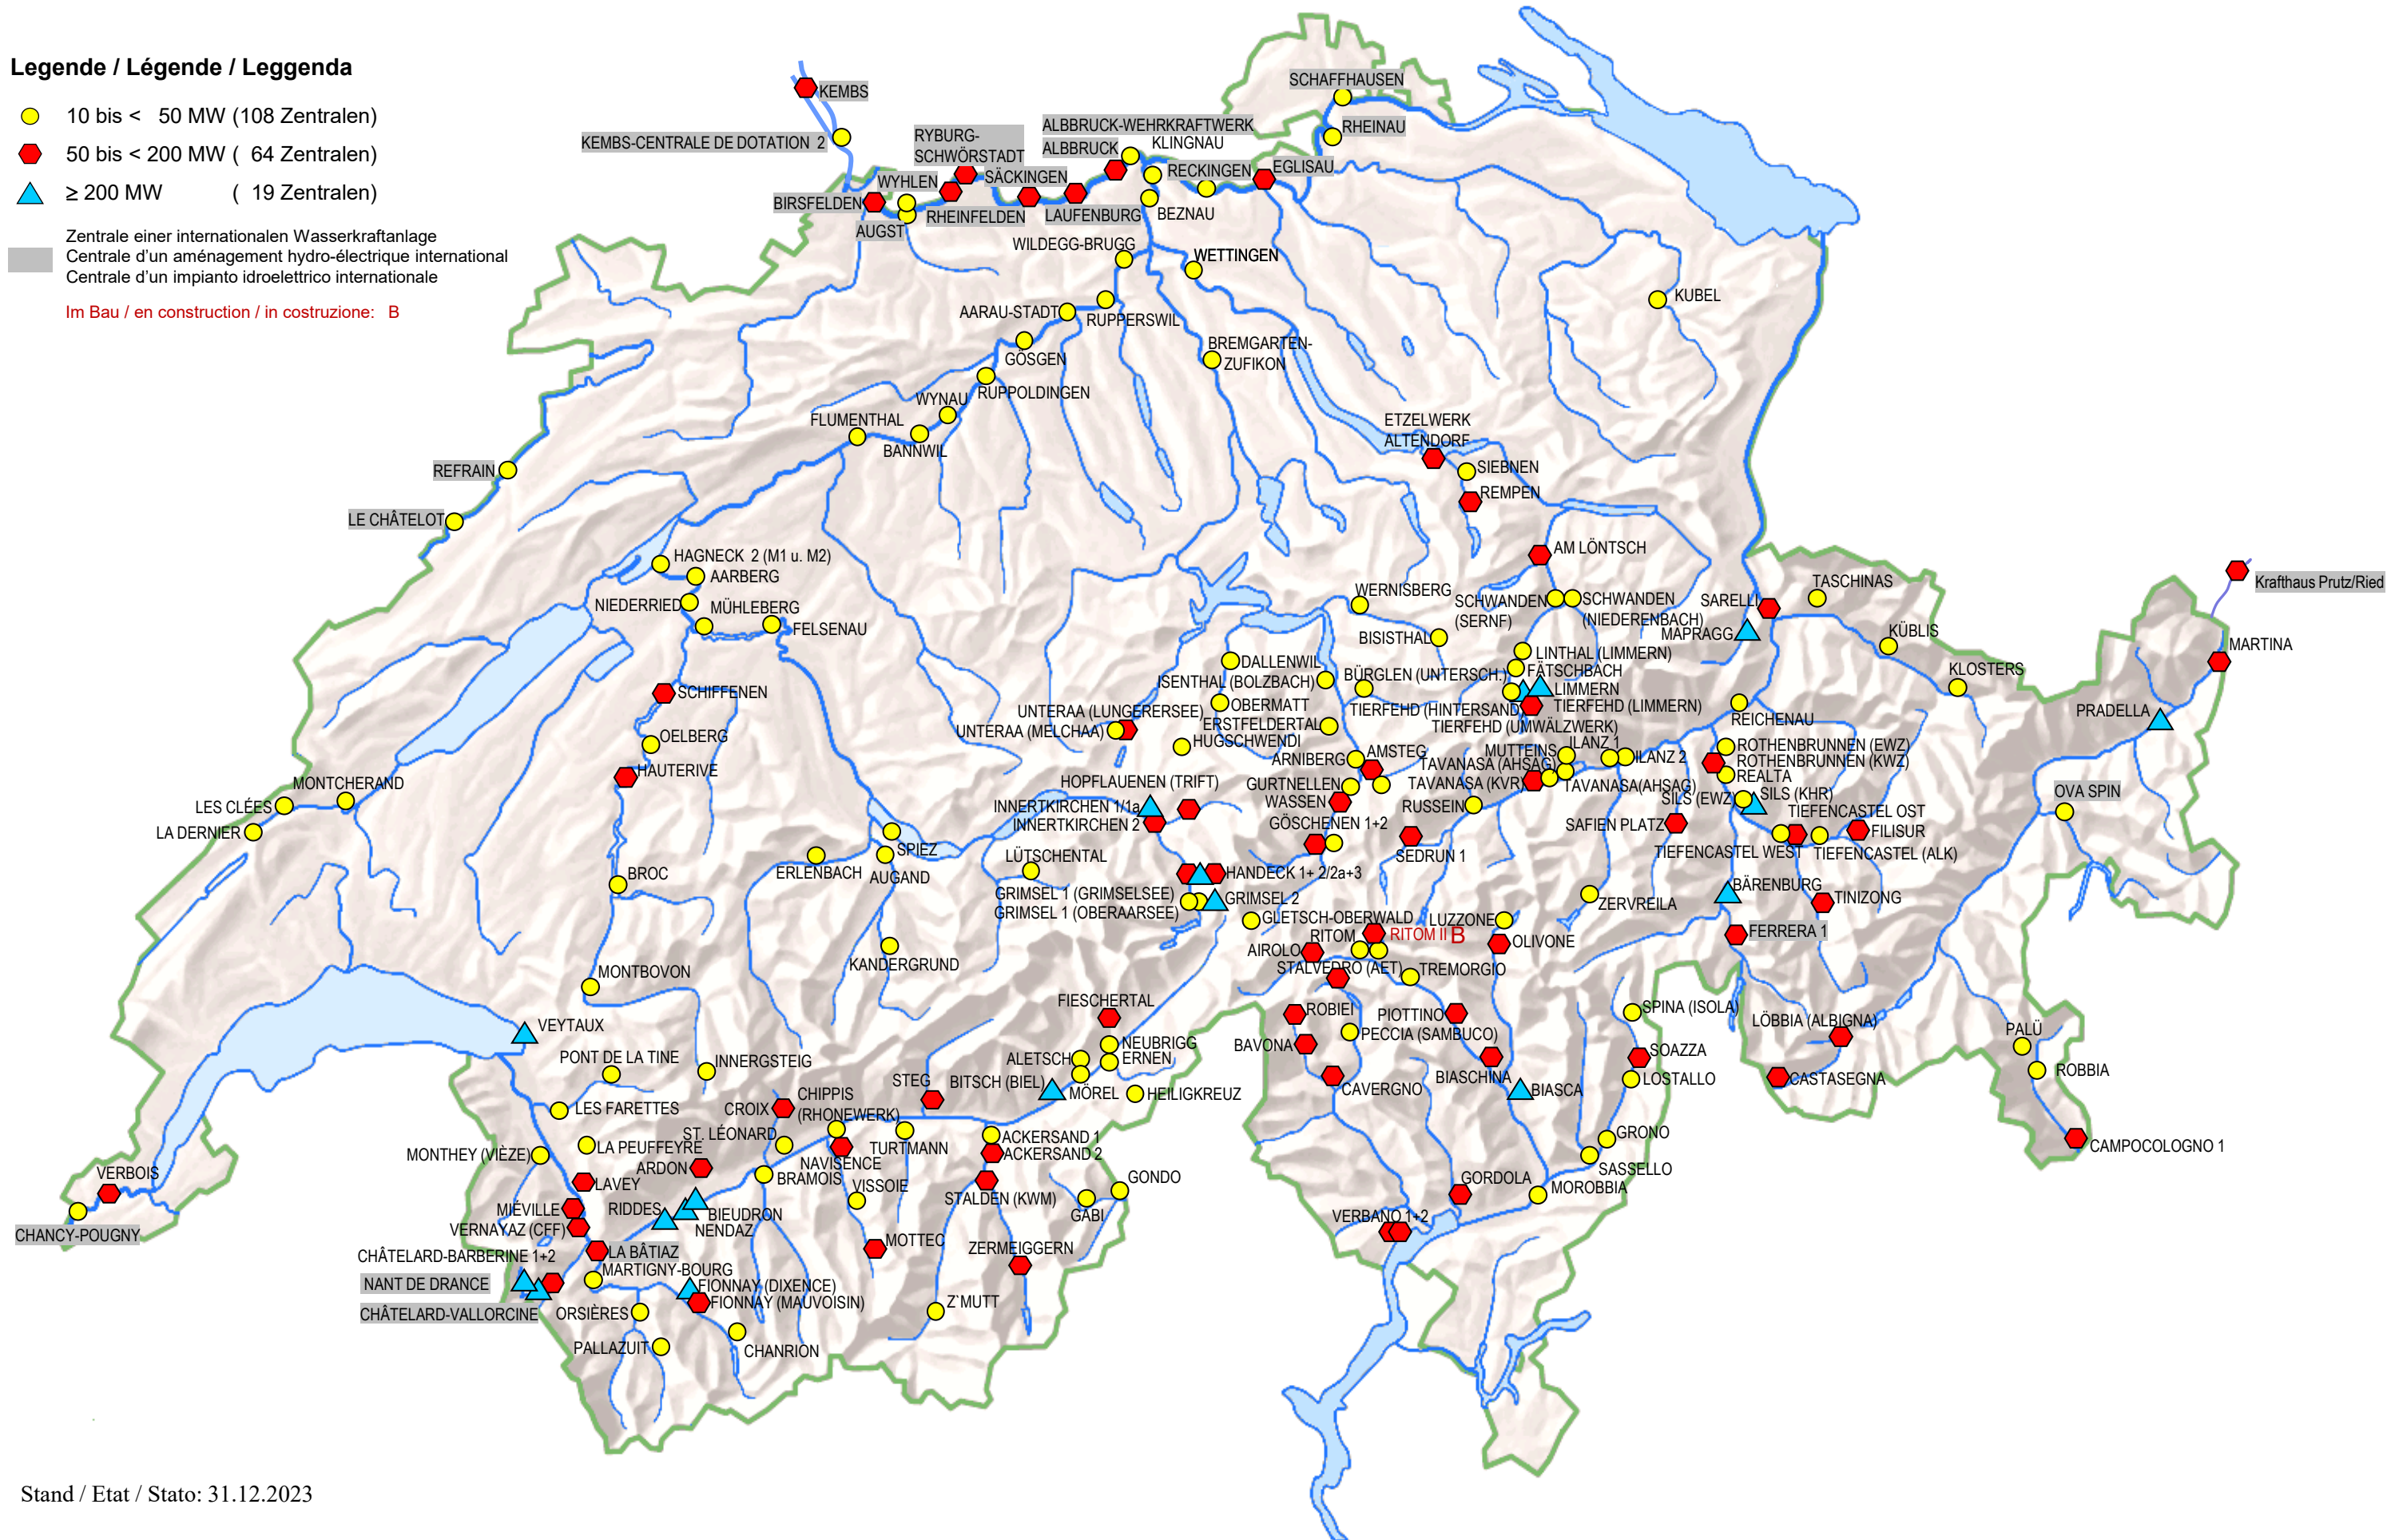 Legende / Légende / Leggenda
10 bis < 50 MW (108 Zentralen)
50 bis < 200 MW ( 64 Zentralen)
≥ 200 MW ( 19 Zentralen)
Zentrale einer internationalen Wasserkraftanlage
Centrale d'un aménagement hydro-électrique international
Centrale d'un impianto idroelettrico internationale
Im Bau / en construction / in costruzione: B
KEMBS
KEMBS-CENTRALE DE DOTATION 2
SCHAFFHAUSEN
RHEINAU
RYBURG-
SCHWÖRSTADT
ALBBRUCK-WEHRKRAFTWERK
ALBBRUCK
KLINGNAU
RECKINGEN
EGLISAU
WYHLEN
SÄCKINGEN
BIRSFELDEN
RHEINFELDEN
LAUFENBURG
BEZNAU
AUGST
WILDEGG-BRUGG
WETTINGEN
KUBEL
AARAU-STADT
RUPPERSWIL
GÖSGEN
BREMGARTEN-
ZUFIKON
RUPPOLDINGEN
WYNAU
FLUMENTHAL
BANNWIL
ETZELWERK
ALTENDORF
SIEBNEN
REMPEN
REFRAIN
LE CHÂTELOT
AM LÖNTSCH
HAGNECK 2 (M1 u. M2)
AARBERG
NIEDERRIED
MÜHLEBERG
FELSENAU
WERNISBERG
SCHWANDEN
(SERNF)
SCHWANDEN
(NIEDERENBACH)
SARELLI
TASCHINAS
Krafthaus Prutz/Ried
MAPRAGG
KÜBLIS
MARTINA
BISISTHAL
LINTHAL (LIMMERN)
FÄTSCHBACH
KLOSTERS
DALLENWIL
ISENTHAL (BOLZBACH)
BÜRGLEN (UNTERSCH.)
LIMMERN
SCHIFFENEN
OBERMATT
TIERFEHD (HINTERSAND)
TIERFEHD (LIMMERN)
TIERFEHD (UMWÄLZWERK)
REICHENAU
PRADELLA
UNTERAA (LUNGERERSEE)
UNTERAA (MELCHAA)
ERSTFELDERTAL
HUGSCHWENDI
OELBERG
HAUTERIVE
ARNIBERG
AMSTEG
MUTTEINS
ILANZ 1
ILANZ 2
ROTHENBRUNNEN (EWZ)
ROTHENBRUNNEN (KWZ)
REALTA
TAVANASA (AHSAG)
TAVANASA (KVR)
TAVANASA(AHSAG)
HOPFLAUENEN (TRIFT)
GURTNELLEN
WASSEN
RUSSEIN
SILS (EWZ)
SILS (KHR)
OVA SPIN
MONTCHERAND
LES CLÉES
LA DERNIER
INNERTKIRCHEN 1/1a
INNERTKIRCHEN 2
GÖSCHENEN 1+2
SEDRUN 1
SAFIEN PLATZ
TIEFENCASTEL OST
FILISUR
TIEFENCASTEL WEST
TIEFENCASTEL (ALK)
SPIEZ
LÜTSCHENTAL
ERLENBACH
AUGAND
BROC
HANDECK 1+ 2/2a+3
GRIMSEL 1 (GRIMSELSEE)
GRIMSEL 1 (OBERAARSEE)
GRIMSEL 2
BÄRENBURG
ZERVREILA
TINIZONG
GLETSCH-OBERWALD
LUZZONE
FERRERA 1
RITOM
RITOM II B
OLIVONE
AIROLO
KANDERGRUND
STALVEDRO (AET)
TREMORGIO
MONTBOVON
FIESCHERTAL
ROBIEI
PIOTTINO
SPINA (ISOLA)
LÖBBIA (ALBIGNA)
VEYTAUX
PECCIA (SAMBUCO)
PALÜ
BAVONA
NEUBRIGG
ERNEN
ALETSCH
SOAZZA
PONT DE LA TINE
INNERGSTEIG
ROBBIA
BIASCHINA
BIASCA
LOSTALLO
CASTASEGNA
CAVERGNO
STEG
BITSCH (BIEL)
MÖREL
HEILIGKREUZ
LES FARETTES
CROIX
CHIPPIS
(RHONEWERK)
ST. LÉONARD
LA PEUFFEYRE
TURTMANN
ACKERSAND 1
ACKERSAND 2
GRONO
CAMPOCOLOGNO 1
MONTHEY (VIÈZE)
ARDON
NAVISENCE
SASSELLO
VERBOIS
LAVEY
BRAMOIS
VISSOIE
STALDEN (KWM)
GONDO
GABI
GORDOLA
MOROBBIA
MIÉVILLE
RIDDES
BIEUDRON
NENDAZ
VERNAYAZ (CFF)
VERBANO 1+2
CHANCY-POUGNY
MOTTEC
ZERMEIGGERN
CHÂTELARD-BARBERINE 1+2
LA BÂTIAZ
MARTIGNY-BOURG
NANT DE DRANCE
FIONNAY (DIXENCE)
FIONNAY (MAUVOISIN)
CHÂTELARD-VALLORCINE
ORSIÈRES
Z`MUTT
PALLAZUIT
CHANRION
Stand / Etat / Stato: 31.12.2023